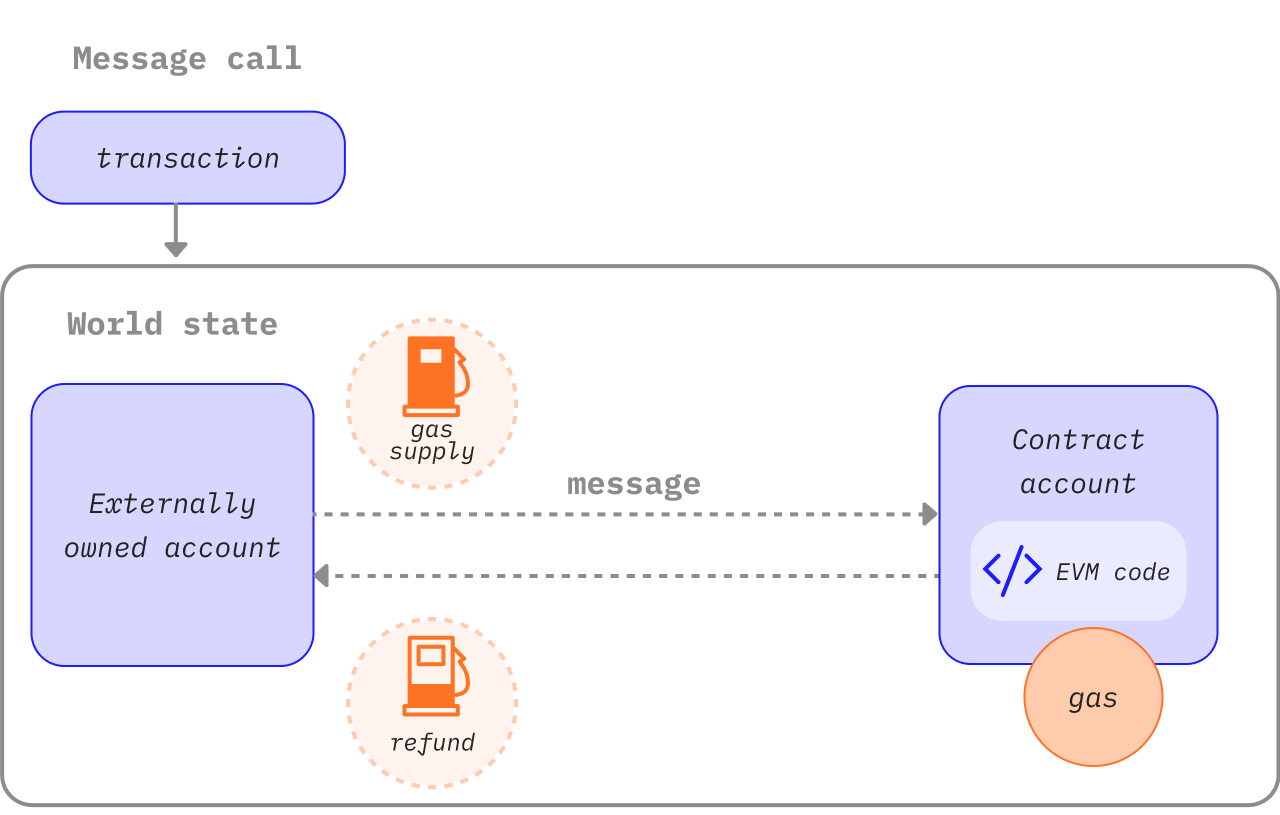 Message call
transaction
World state
gas
supply
Externally
owned account
message
Contract
account
EVM code
refund
gas